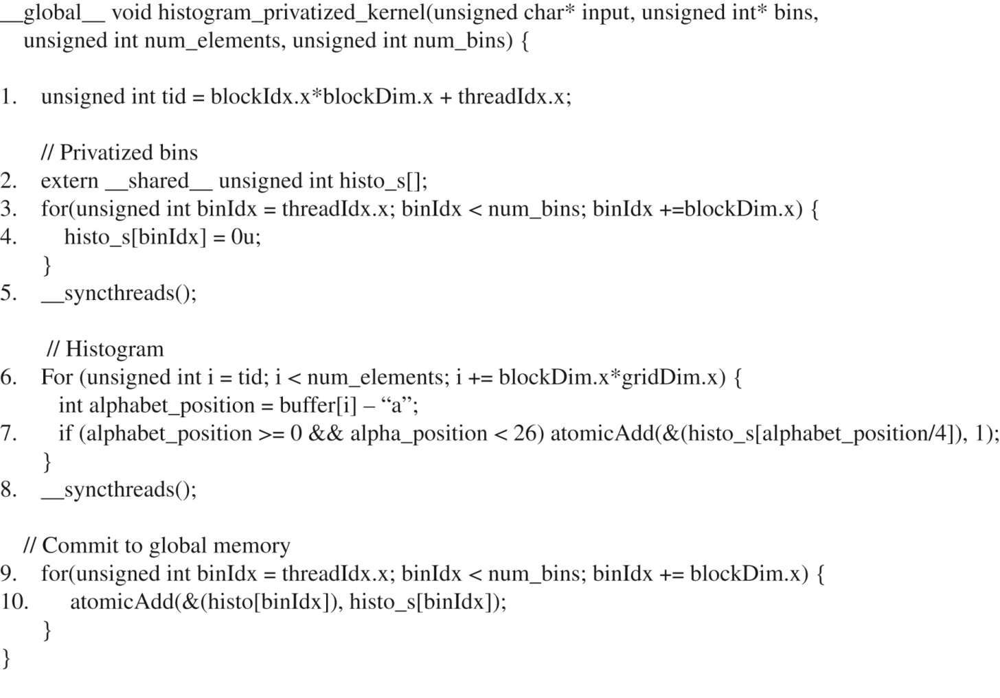 __global__ void histogram_privatized_kernel(unsigned char* input, unsigned int* bins,
unsigned int num_elements, unsigned int num_bins) {
1. unsigned int tid = blockIdx.x*blockDim.x + threadIdx.x;
// Privatized bins
2. extern __shared__ unsigned int histo_s[];
3. for(unsigned int binIdx = threadIdx.x; binIdx < num_bins; binIdx +=blockDim.x) {
4. histo_s[binIdx] = 0u;
}
5. __syncthreads();
// Histogram
6. For (unsigned int i = tid; i < num_elements; i += blockDim.x*gridDim.x) {
int alphabet_position = buffer[i] – “a”;
7. if (alphabet_position >= 0 && alpha_position < 26) atomicAdd(&(histo_s[alphabet_position/4]), 1);
}
8. __syncthreads();
// Commit to global memory
9. for(unsigned int binIdx = threadIdx.x; binIdx < num_bins; binIdx += blockDim.x) {
10. atomicAdd(&(histo[binIdx]), histo_s[binIdx]);
}
}